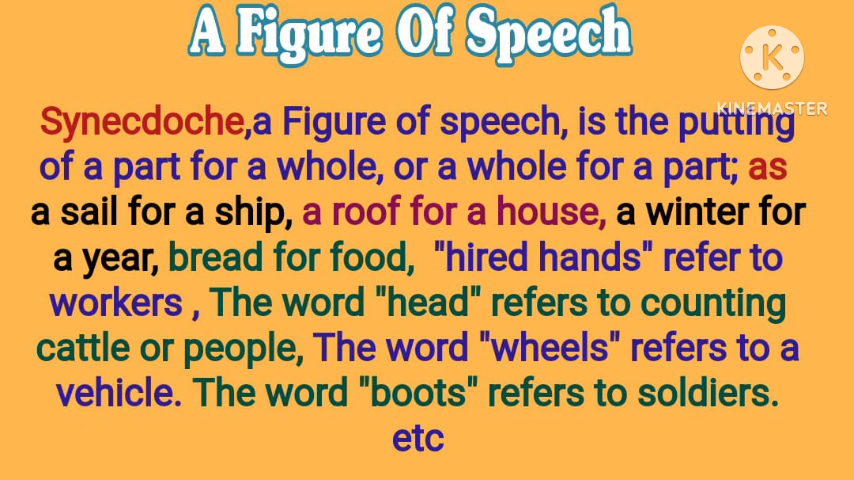 A Figure Of Speech
K
KINEMASTER
Synecdoche,a Figure of speech, is the putting
of a part for a whole, or a whole for a part; as
a sail for a ship, a roof for a house, a winter for
a year, bread for food, "hired hands" refer to
workers , The word "head" refers to counting
cattle or people, The word "wheels" refers to a
vehicle. The word "boots" refers to soldiers.
etc